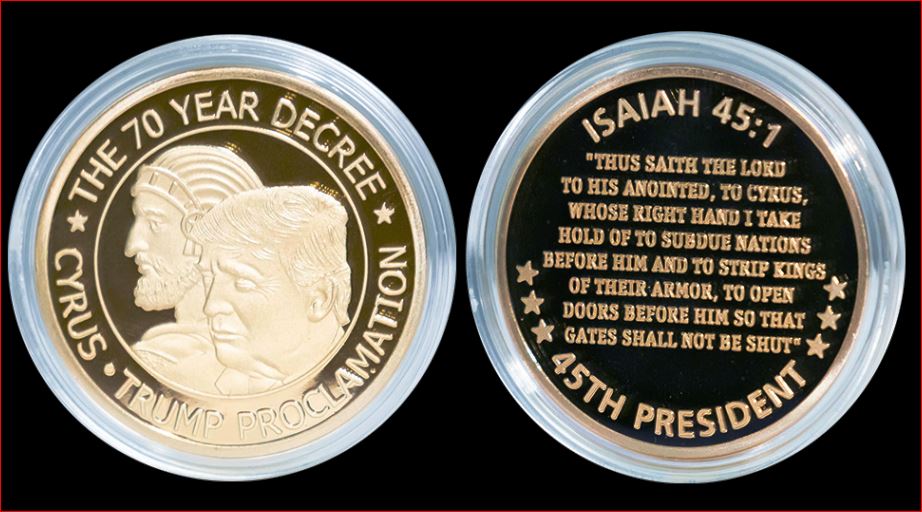 THE 70 YEAR DECREE
CYRUS · TRUMP PROCLAMATION
ISAIAH 45:1
"THUS SAITH THE LORD
TO HIS ANOINTED, TO CYRUS,
WHOSE RIGHT HAND I TAKE
HOLD OF TO SUBDUE NATIONS
BEFORE HIM AND TO STRIP KINGS
OF THEIR ARMOR, TO OPEN
DOORS BEFORE HIM SO THAT
GATES SHALL NOT BE SHUT"
45TH PRESIDENT